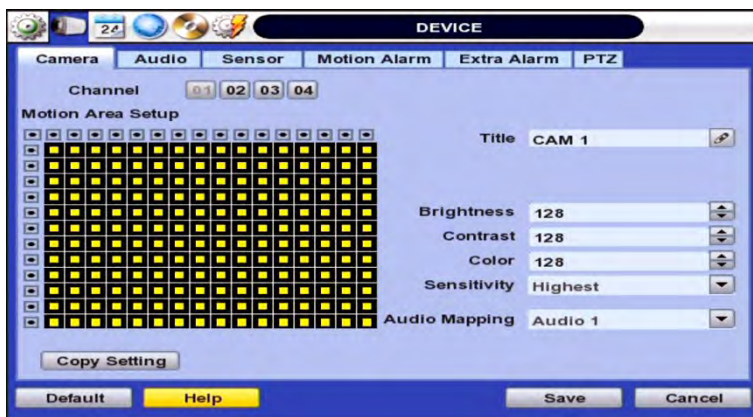 24
DEVICE
Camera Audio Sensor Motion Alarm Extra Alarm PTZ
Channel 01 02 03 04
Motion Area Setup
Title CAM 1
Brightness 128
Contrast 128
Color 128
Sensitivity Highest
Audio Mapping Audio 1
Copy Setting
Default Help Save Cancel